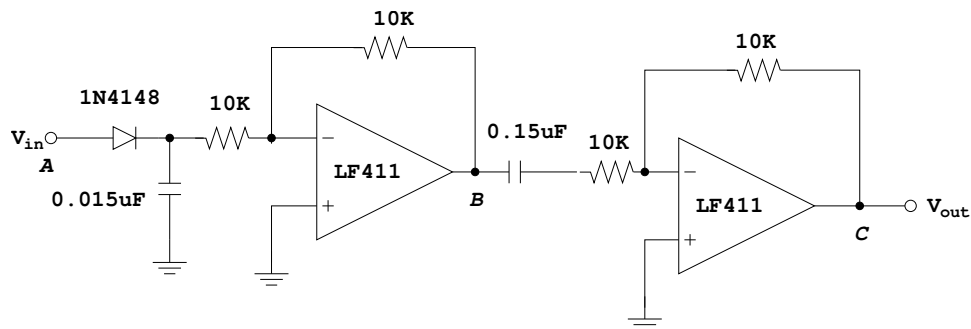 10K
10K
1N4148
10K
V_in
A
0.015uF
−
+
LF411
B
0.15uF
10K
−
+
LF411
C
V_out